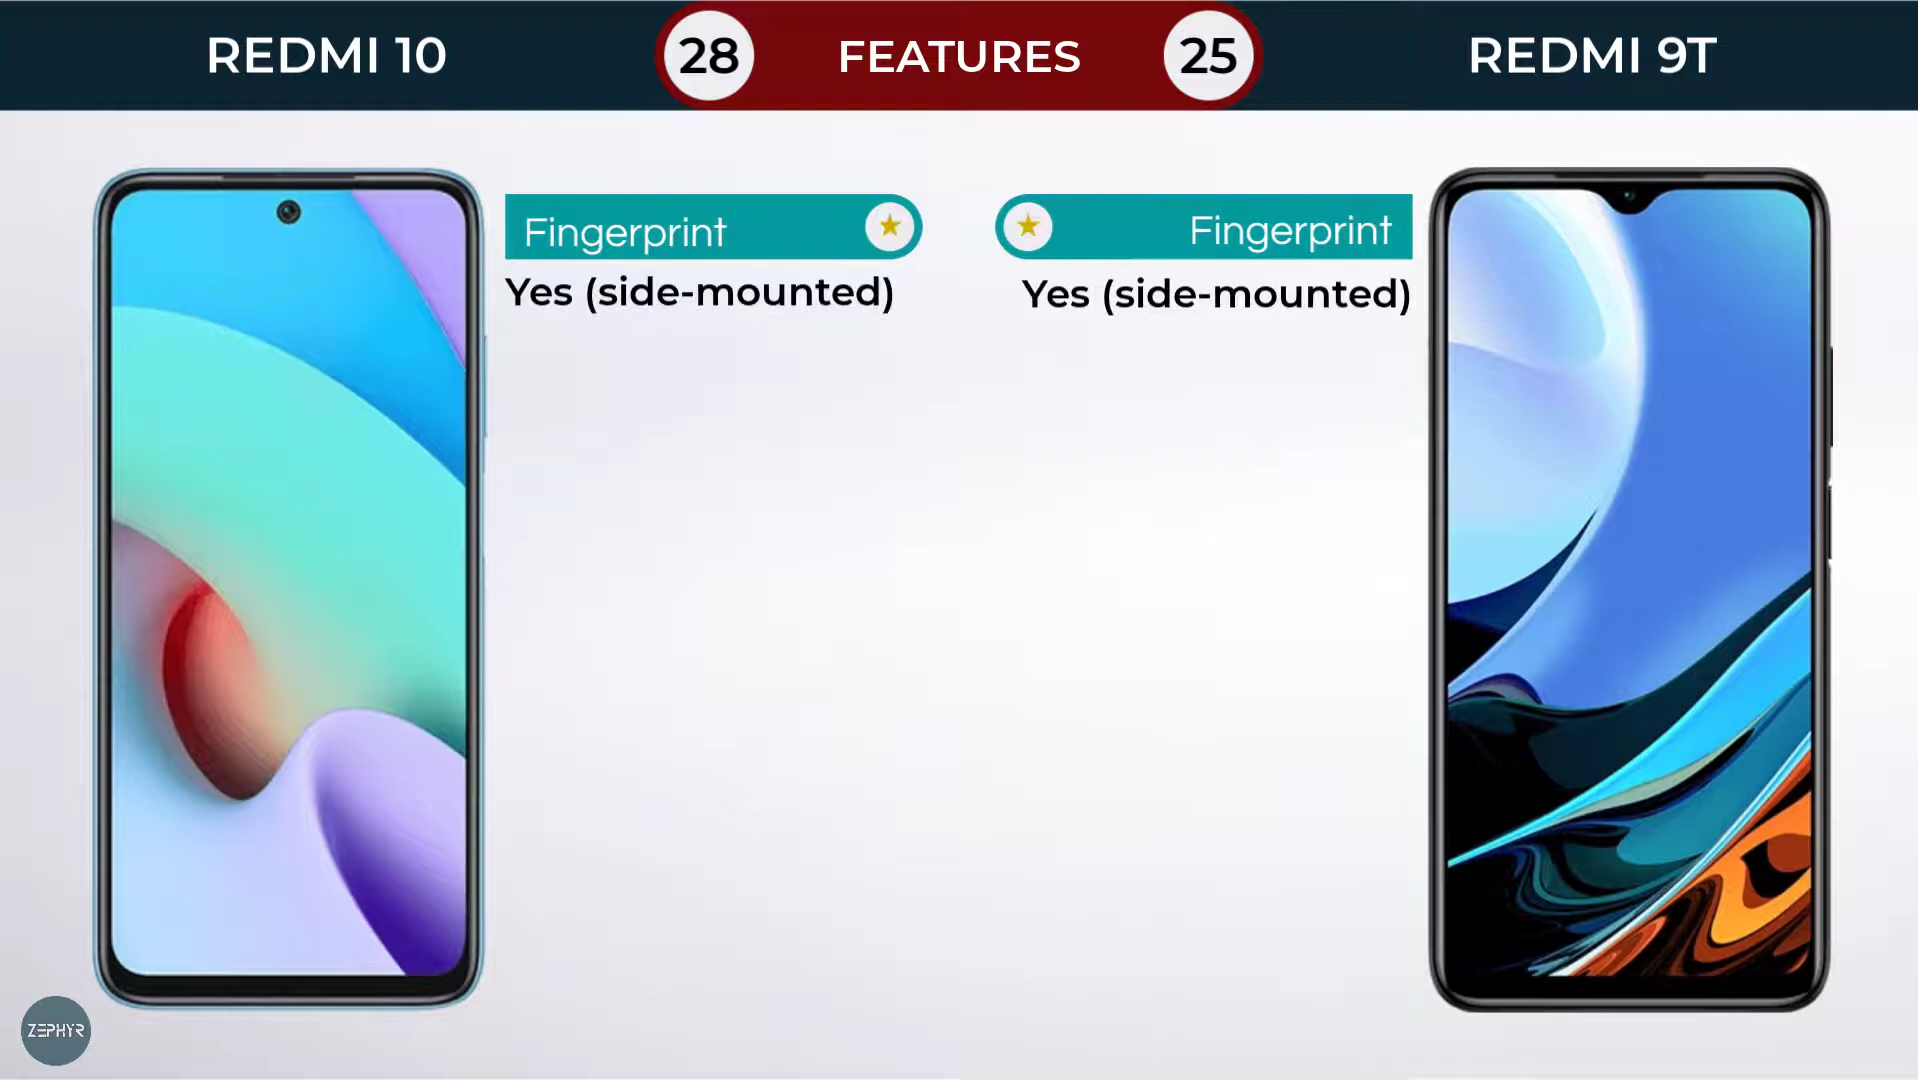 REDMI 10
28
FEATURES
25
REDMI 9T
Fingerprint
Yes (side-mounted)
Fingerprint
Yes (side-mounted)
ZEPHYR